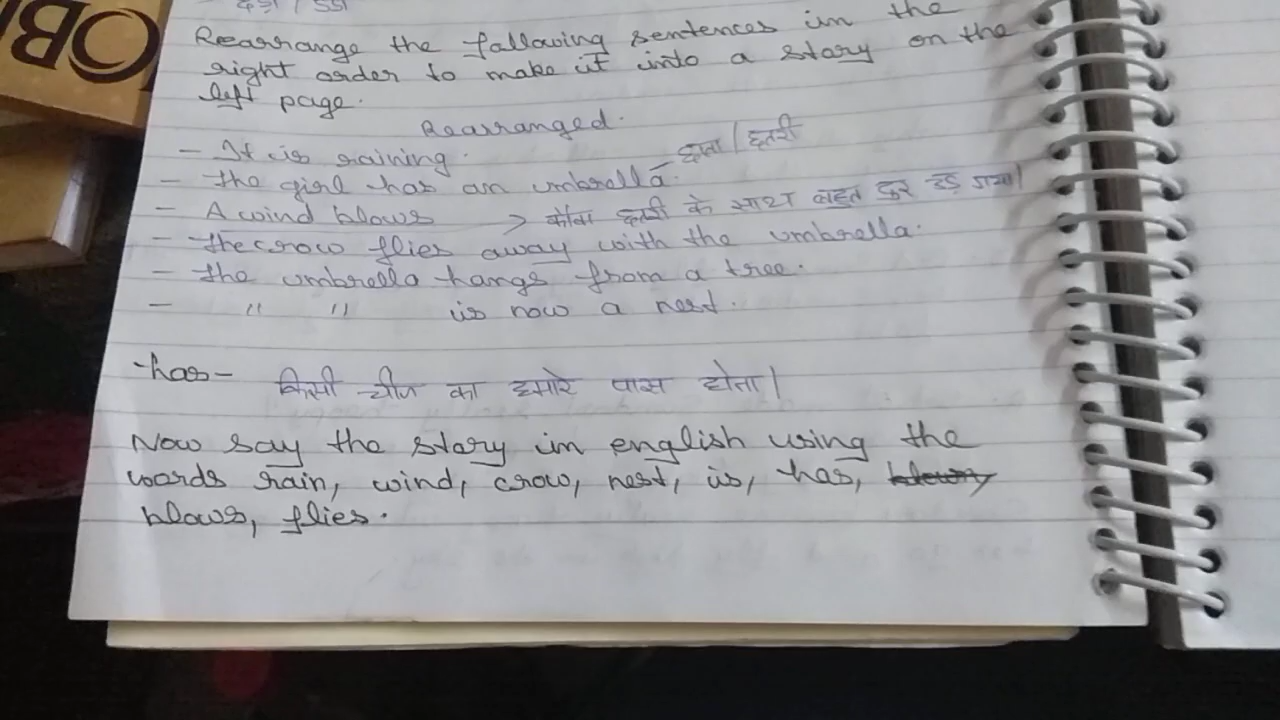 OBI
Rearrange the following sentences in the
right order to make it into a story on the
left page.
Rearranged.
- It is raining.
- the girl has an umbrella. - छाता / छतरी
- A wind blows > कौवा छतरी के साथ बहुत दूर उड़ गया।
- the crow flies away with the umbrella.
- the umbrella hangs from a tree.
- " " is now a nest.
-has- किसी चीज का हमारे पास होना।
Now say the story in english using the
words rain, wind, crow, nest, is, has,
blows, flies.